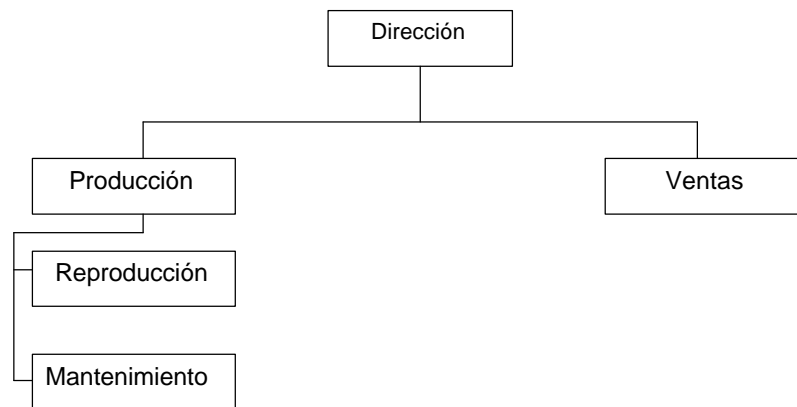 Dirección
Producción
Ventas
Reproducción
Mantenimiento